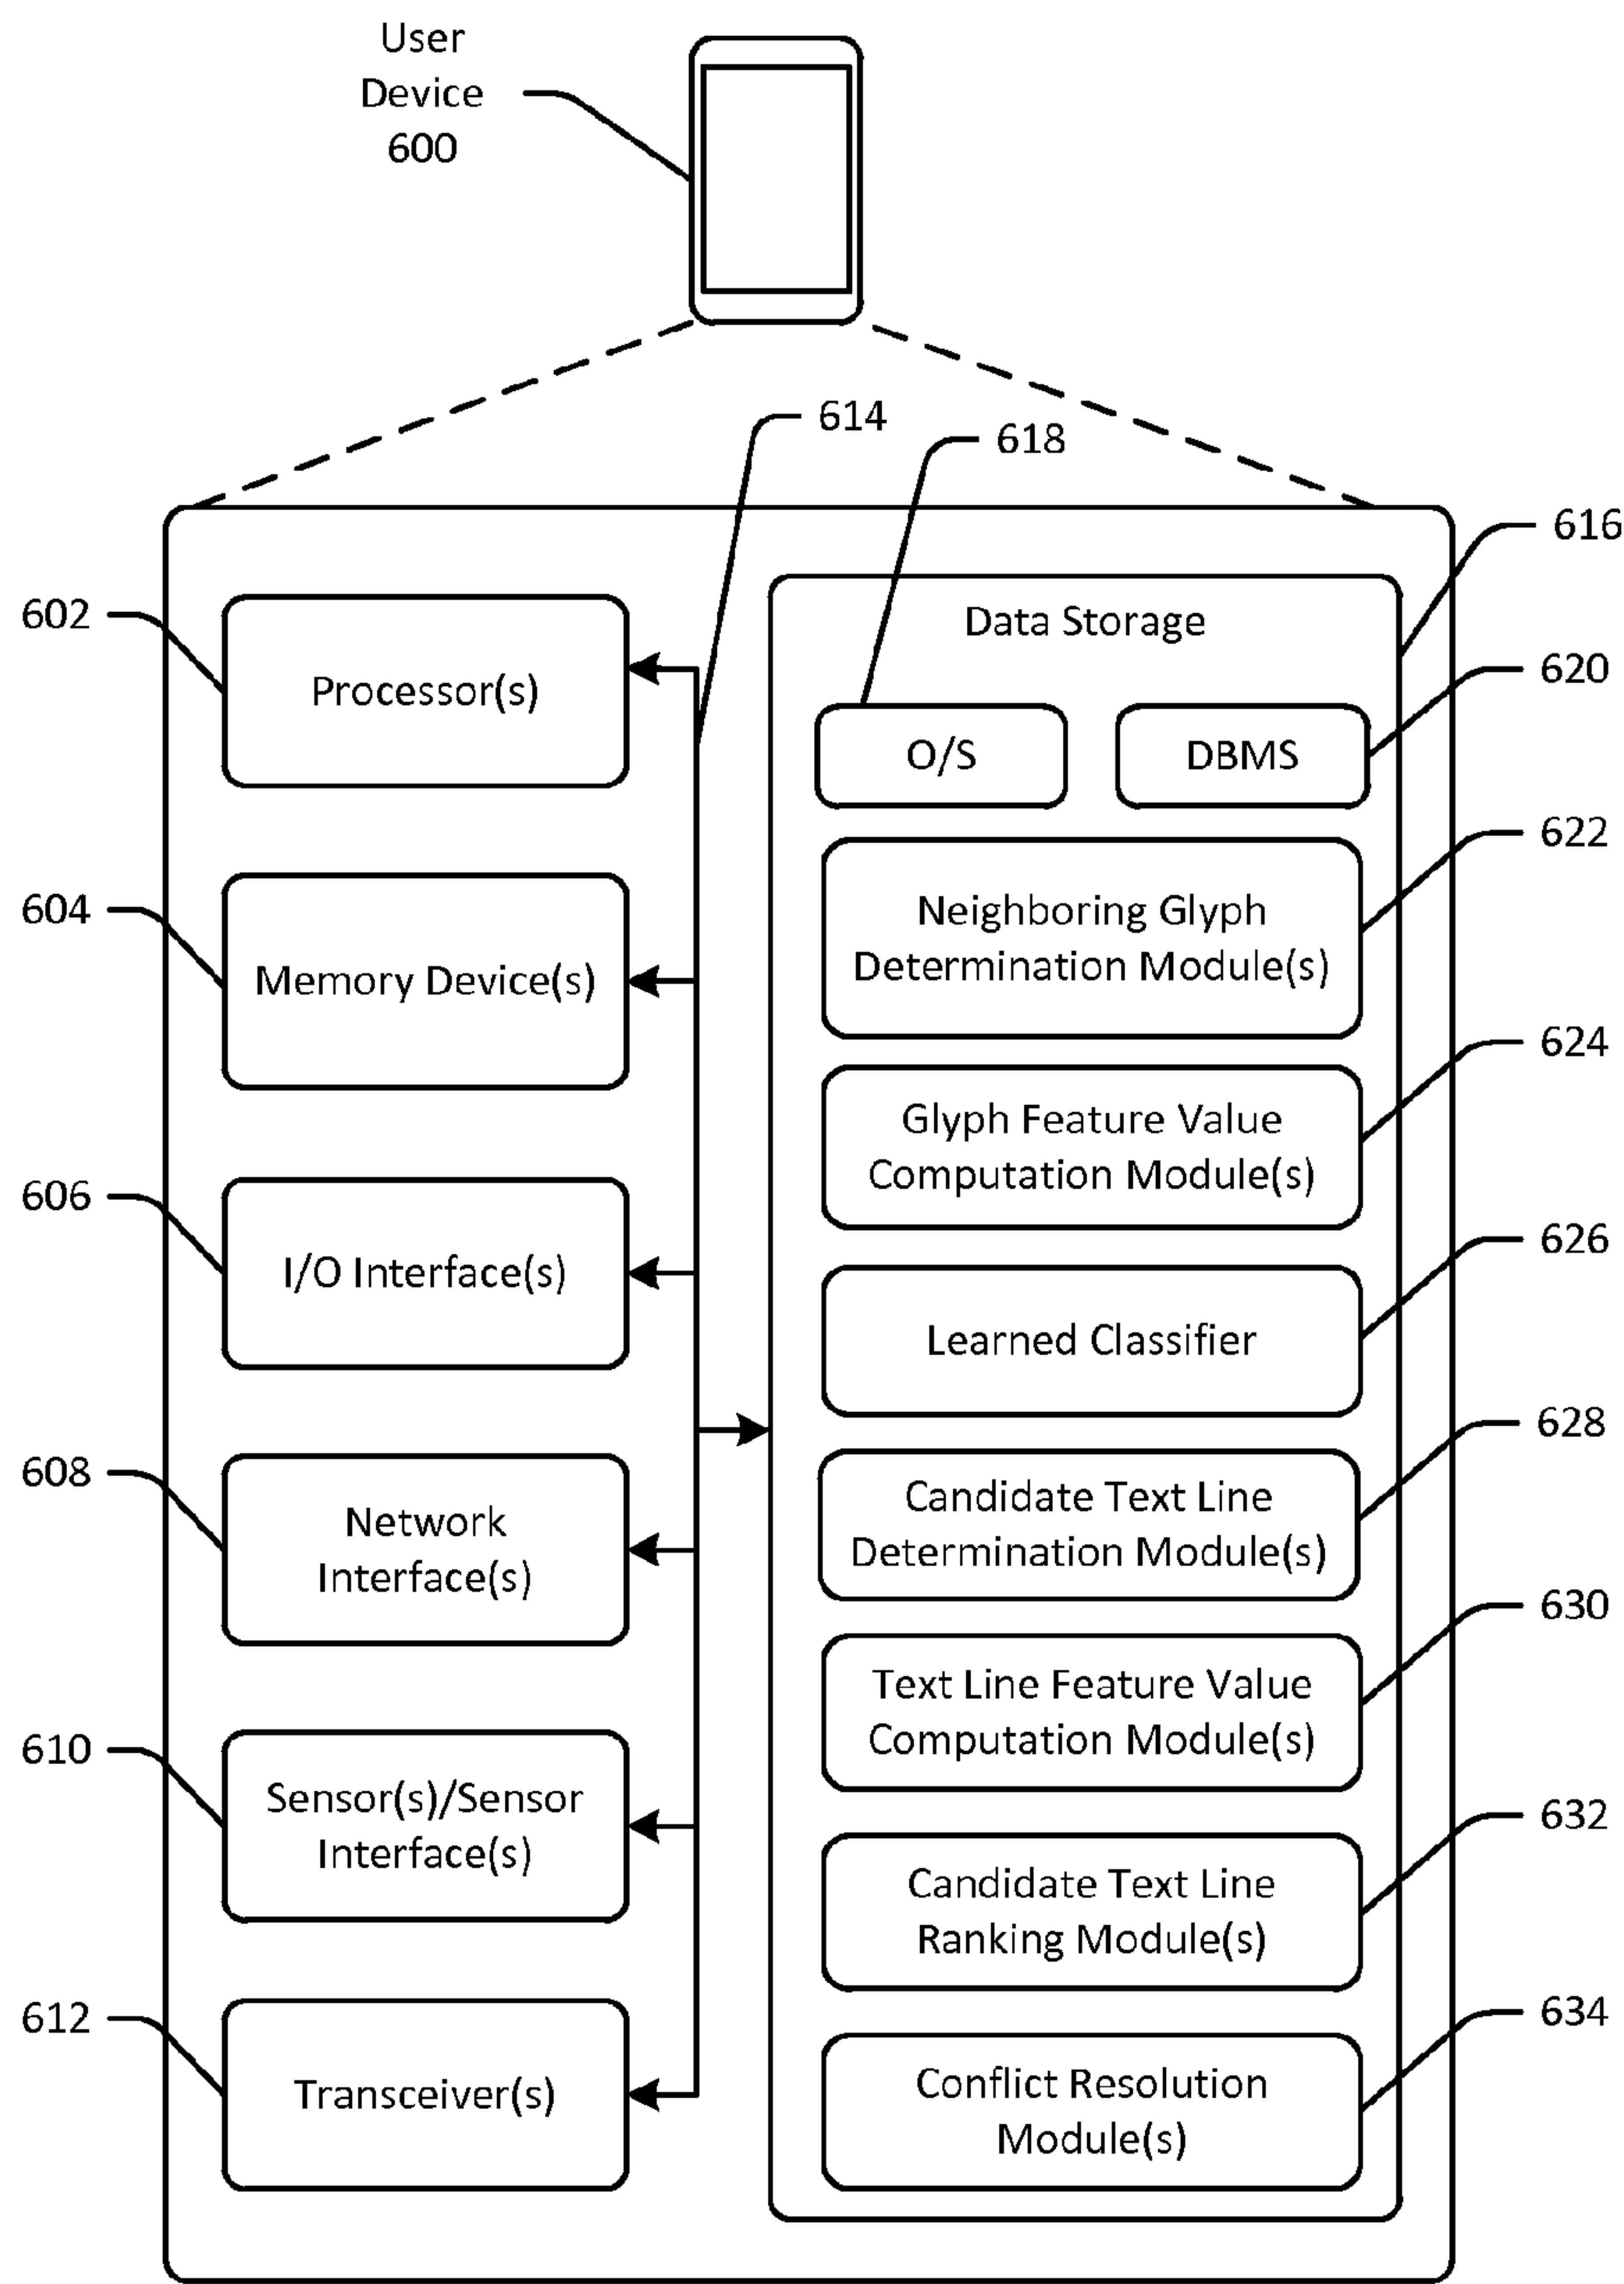 User
Device
600
614
618
616
602
Processor(s)
Data Storage
620
O/S
DBMS
622
604
Memory Device(s)
Neighboring Glyph
Determination Module(s)
624
Glyph Feature Value
Computation Module(s)
606
I/O Interface(s)
626
Learned Classifier
628
608
Network
Interface(s)
Candidate Text Line
Determination Module(s)
630
Text Line Feature Value
Computation Module(s)
610
Sensor(s)/Sensor
Interface(s)
632
Candidate Text Line
Ranking Module(s)
612
Transceiver(s)
634
Conflict Resolution
Module(s)